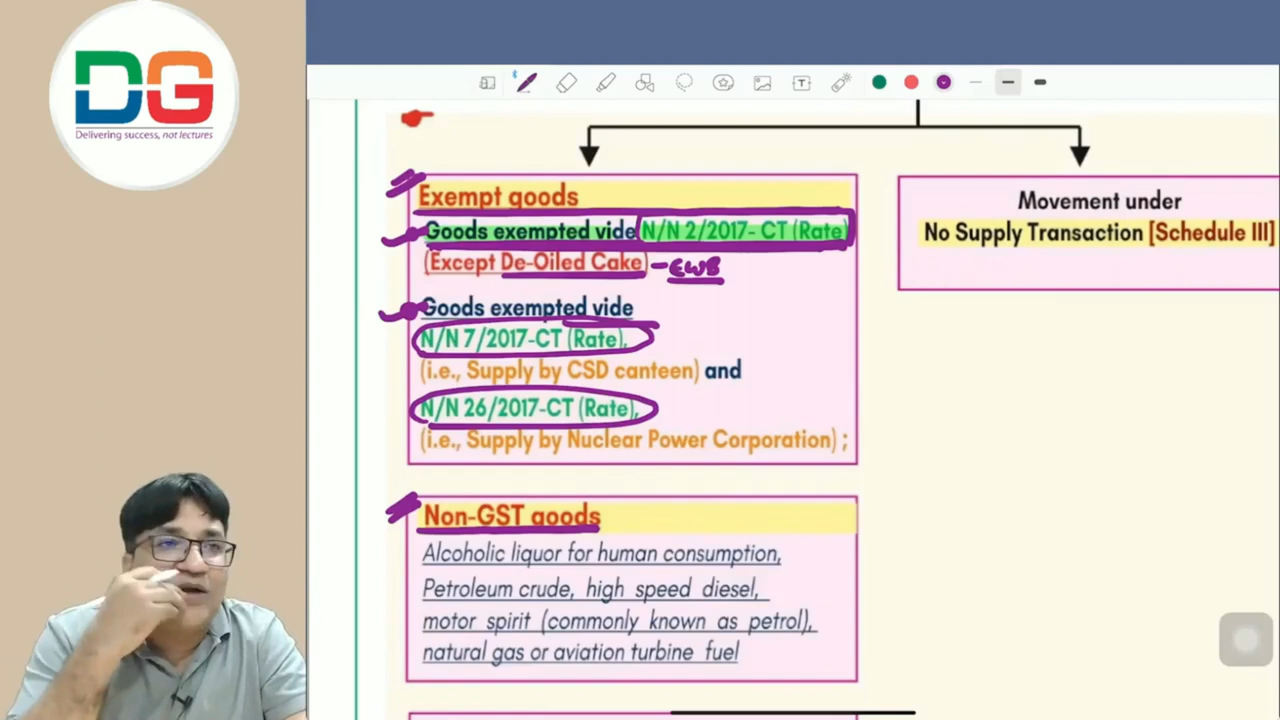 DG
Delivering success, not lectures
T
Exempt goods
Goods exempted vide N/N 2/2017- CT (Rate)
(Except De-Oiled Cake) - EWB
Goods exempted vide
N/N 7/2017-CT (Rate),
(i.e., Supply by CSD canteen) and
N/N 26/2017-CT (Rate),
(i.e., Supply by Nuclear Power Corporation) ;
Non-GST goods
Alcoholic liquor for human consumption,
Petroleum crude, high speed diesel,
motor spirit (commonly known as petrol),
natural gas or aviation turbine fuel
Movement under
No Supply Transaction [Schedule III]